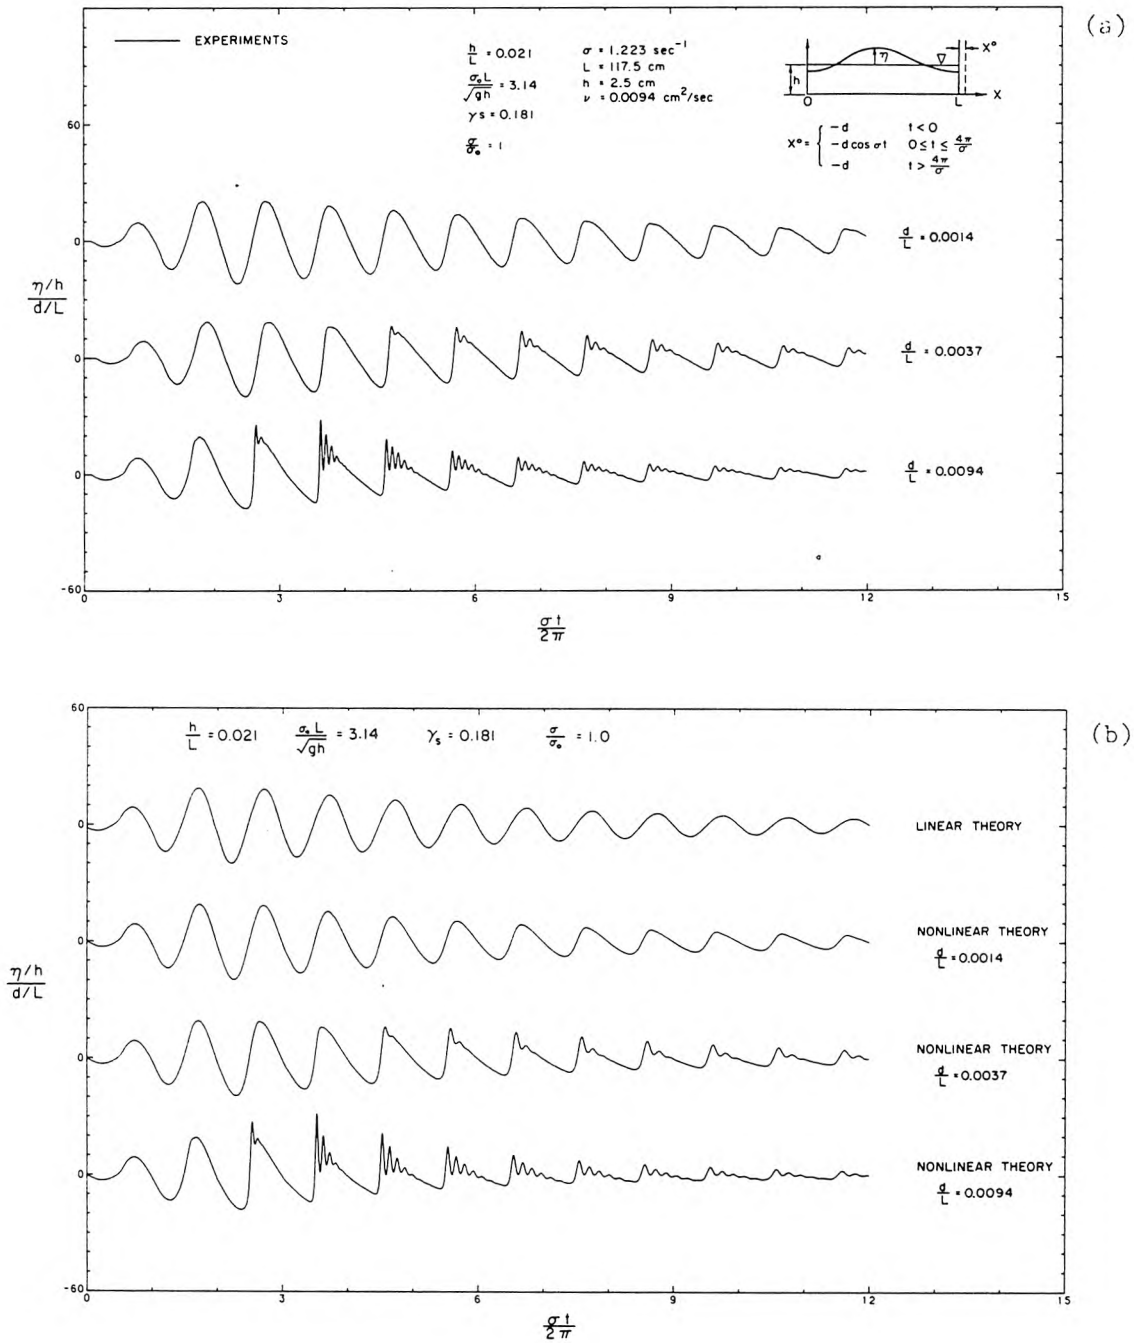 (a)
EXPERIMENTS
h/L = 0.021
σ₀L/√gh = 3.14
γs = 0.181
σ/σ₀ = 1
σ = 1.223 sec⁻¹
L = 117.5 cm
h = 2.5 cm
ν = 0.0094 cm²/sec
η
h
O
L
X
X°
X° = { -d t < 0
-d cos σt 0 ≤ t ≤ 4π/σ
-d t > 4π/σ
60
0
0
0
-60
η/h
d/L
d/L = 0.0014
d/L = 0.0037
d/L = 0.0094
0 3 6 9 12 15
σt/2π
(b)
h/L = 0.021 σ₀L/√gh = 3.14 γs = 0.181 σ/σ₀ = 1.0
60
0
0
0
0
-60
η/h
d/L
LINEAR THEORY
NONLINEAR THEORY
d/L = 0.0014
NONLINEAR THEORY
d/L = 0.0037
NONLINEAR THEORY
d/L = 0.0094
0 3 6 9 12 15
σt/2π